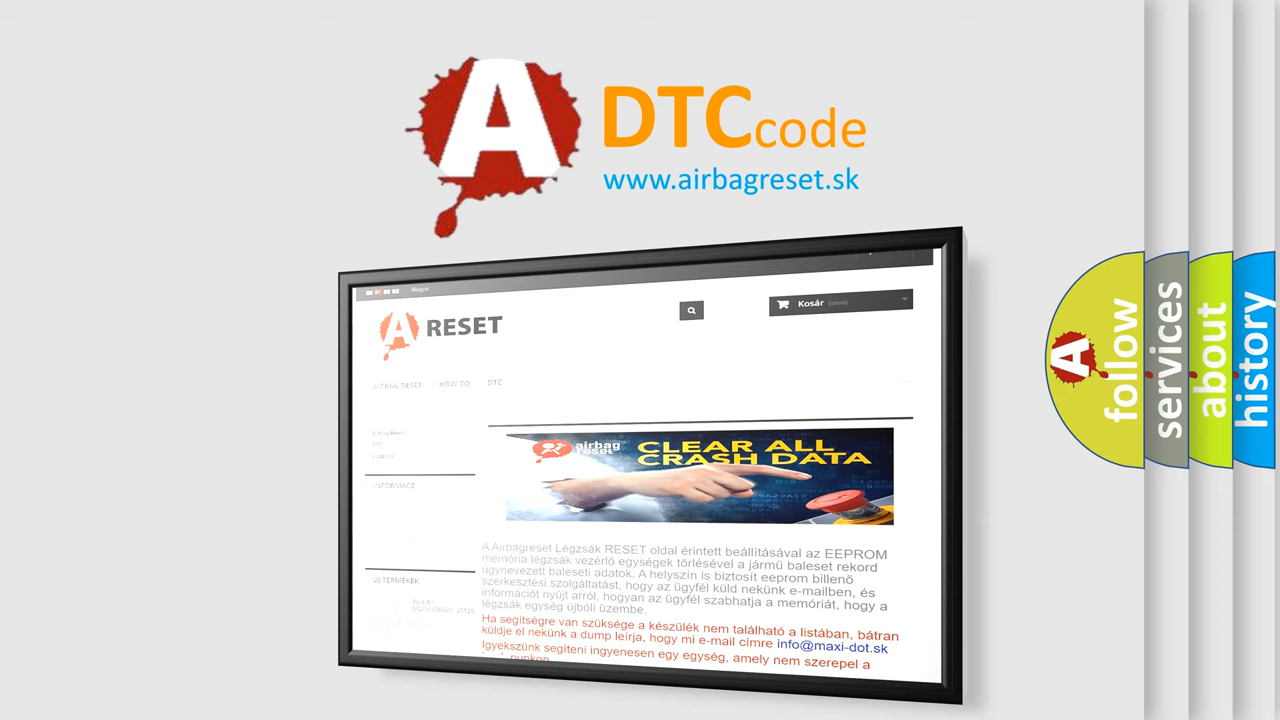 A DTC code
www.airbagreset.sk
Magyar
Kosár (üres)
A RESET
AIRBAG RESET HOW TO DTC
INFORMACE
airbag reset
CLEAR ALL
CRASH DATA
A Airbagreset Légzsák RESET oldal érintett beállításával az EEPROM
memória légzsák vezérlő egységek törlésével a jármű baleset rekord
úgynevezett baleseti adatok. A helyszín is biztosít eeprom billenő
szerkesztési szolgáltatást, hogy az ügyfél küld nekünk e-mailben, és
információt nyújt arról, hogyan az ügyfél szabhatja a memóriát, hogy a
légzsák egység újbóli üzembe.
Ha segítségre van szüksége a készülék nem található a listában, bátran
küldje el nekünk a dump leírja, hogy mi e-mail címre info@maxi-dot.sk
Igyekszünk segíteni ingyenesen egy egység, amely nem szerepel a
ÚJ TERMÉKEK
A follow
services
about
history